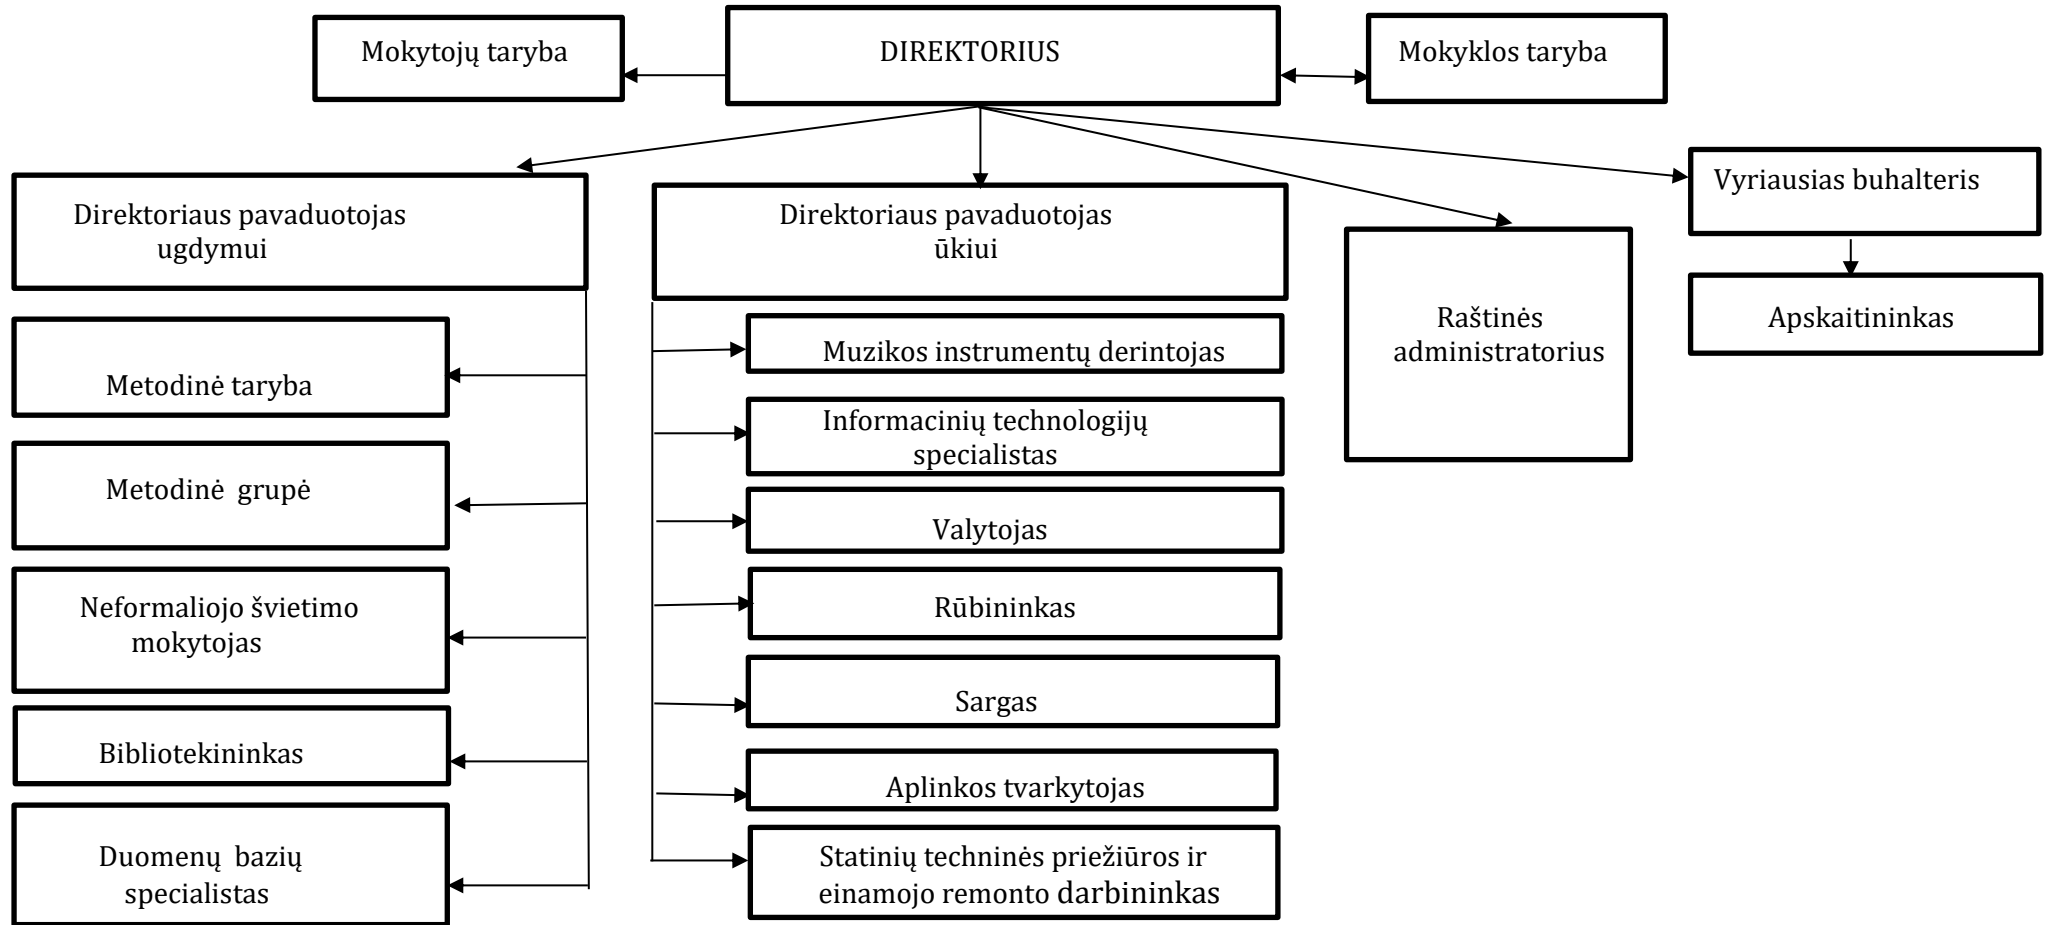 Mokytojų taryba
DIREKTORIUS
Mokyklos taryba
Direktoriaus pavaduotojas
ugdymui
Direktoriaus pavaduotojas
ūkiui
Raštinės
administratorius
Vyriausias buhalteris
Apskaitininkas
Metodinė taryba
Metodinė grupė
Neformaliojo švietimo
mokytojas
Bibliotekininkas
Duomenų bazių
specialistas
Muzikos instrumentų derintojas
Informacinių technologijų
specialistas
Valytojas
Rūbininkas
Sargas
Aplinkos tvarkytojas
Statinių techninės priežiūros ir
einamojo remonto darbininkas